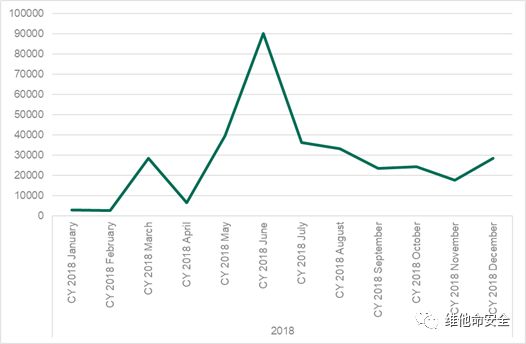 100000
90000
80000
70000
60000
50000
40000
30000
20000
10000
0
CY 2018 January
CY 2018 February
CY 2018 March
CY 2018 April
CY 2018 May
CY 2018 June
CY 2018 July
CY 2018 August
CY 2018 September
CY 2018 October
CY 2018 November
CY 2018 December
2018
维他命安全